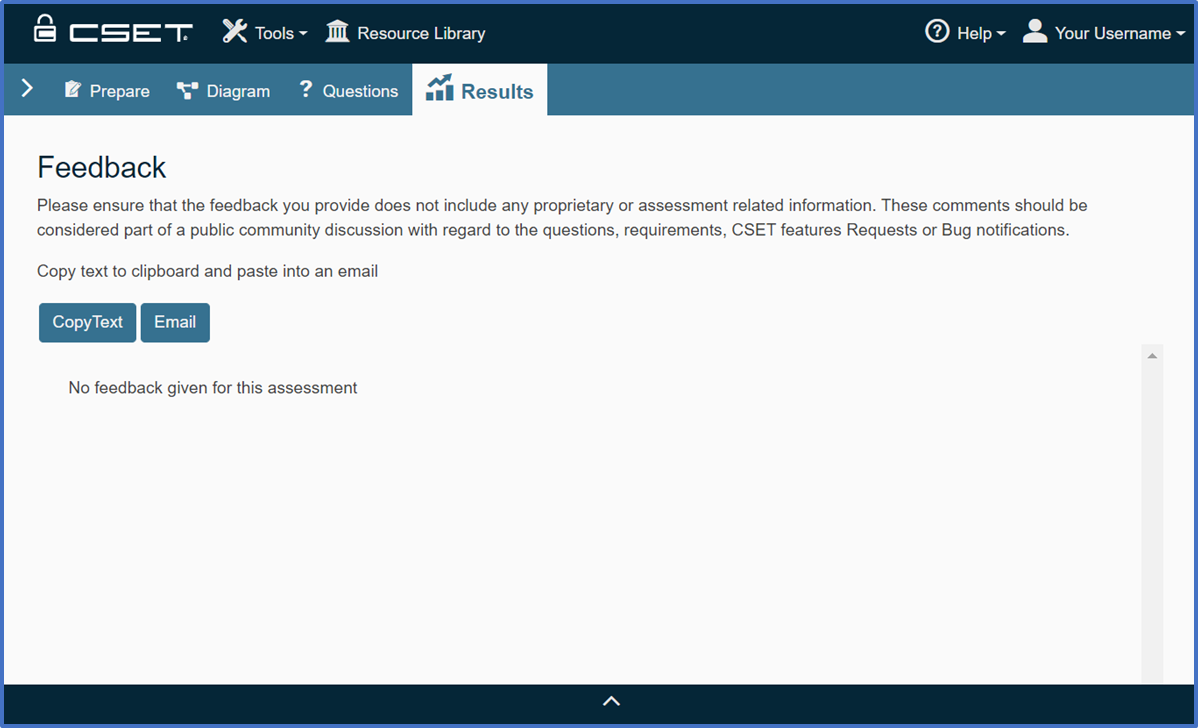 CSET Tools Resource Library Help Your Username
Prepare Diagram ? Questions Results
Feedback
Please ensure that the feedback you provide does not include any proprietary or assessment related information. These comments should be
considered part of a public community discussion with regard to the questions, requirements, CSET features Requests or Bug notifications.
Copy text to clipboard and paste into an email
CopyText Email
No feedback given for this assessment